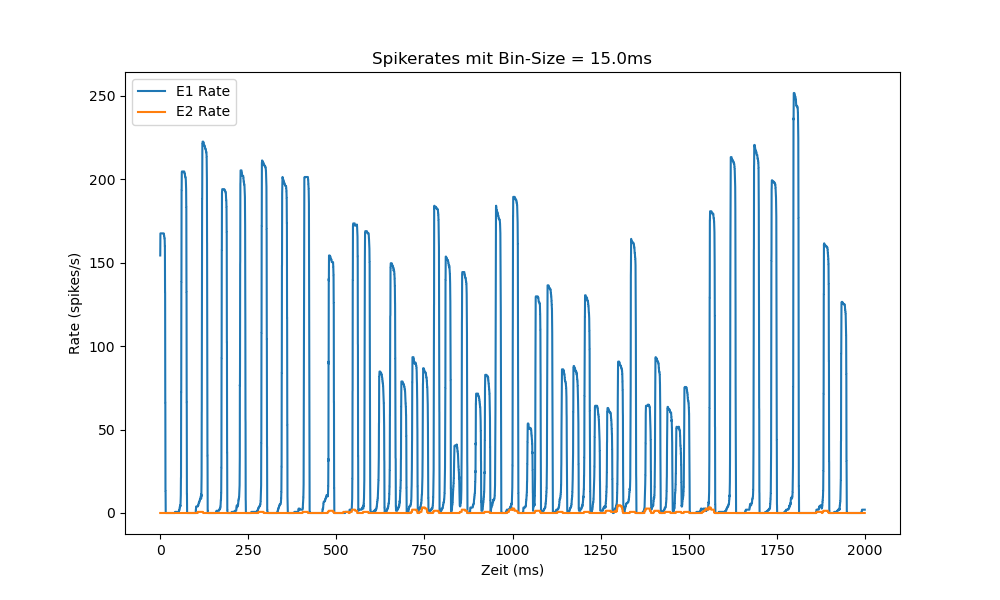 Spikerates mit Bin-Size = 15.0ms
E1 Rate
E2 Rate
250
200
150
100
50
0
Rate (spikes/s)
0 250 500 750 1000 1250 1500 1750 2000
Zeit (ms)